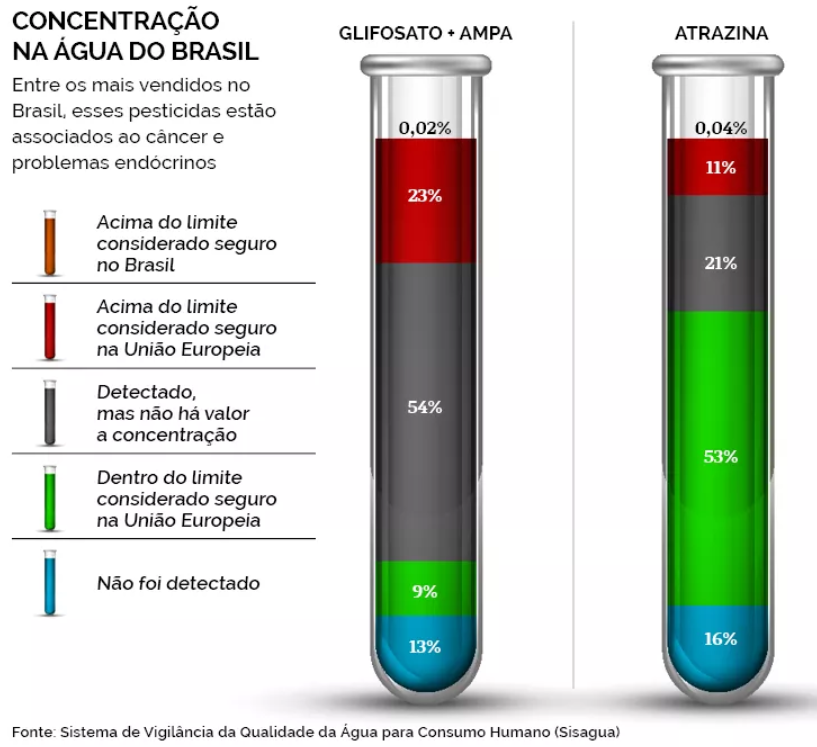 CONCENTRAÇÃO
NA ÁGUA DO BRASIL
Entre os mais vendidos no
Brasil, esses pesticidas estão
associados ao câncer e
problemas endócrinos
Acima do limite
considerado seguro
no Brasil
Acima do limite
considerado seguro
na União Europeia
Detectado,
mas não há valor
a concentração
Dentro do limite
considerado seguro
na União Europeia
Não foi detectado
GLIFOSATO + AMPA
0,02%
23%
54%
9%
13%
ATRAZINA
0,04%
11%
21%
53%
16%
Fonte: Sistema de Vigilância da Qualidade da Água para Consumo Humano (Sisagua)